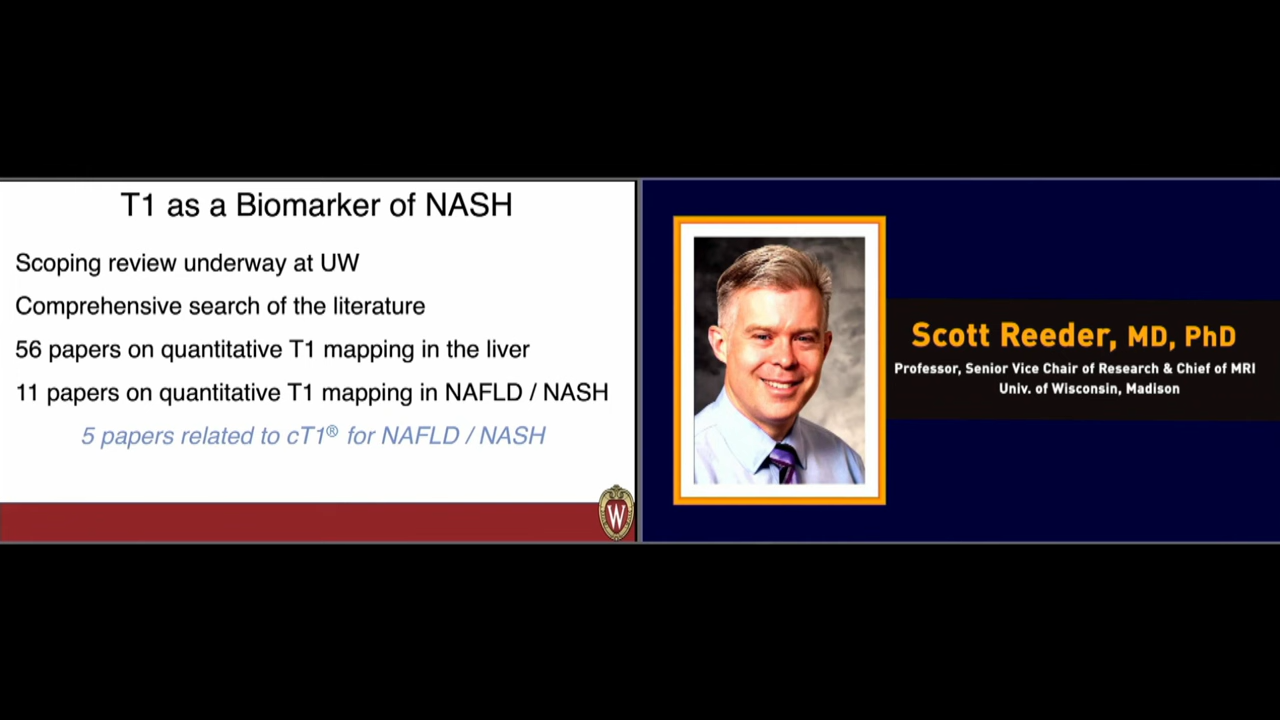 T1 as a Biomarker of NASH
Scoping review underway at UW
Comprehensive search of the literature
56 papers on quantitative T1 mapping in the liver
11 papers on quantitative T1 mapping in NAFLD / NASH
5 papers related to cT1® for NAFLD / NASH
W
Scott Reeder, MD, PhD
Professor, Senior Vice Chair of Research & Chief of MRI
Univ. of Wisconsin, Madison